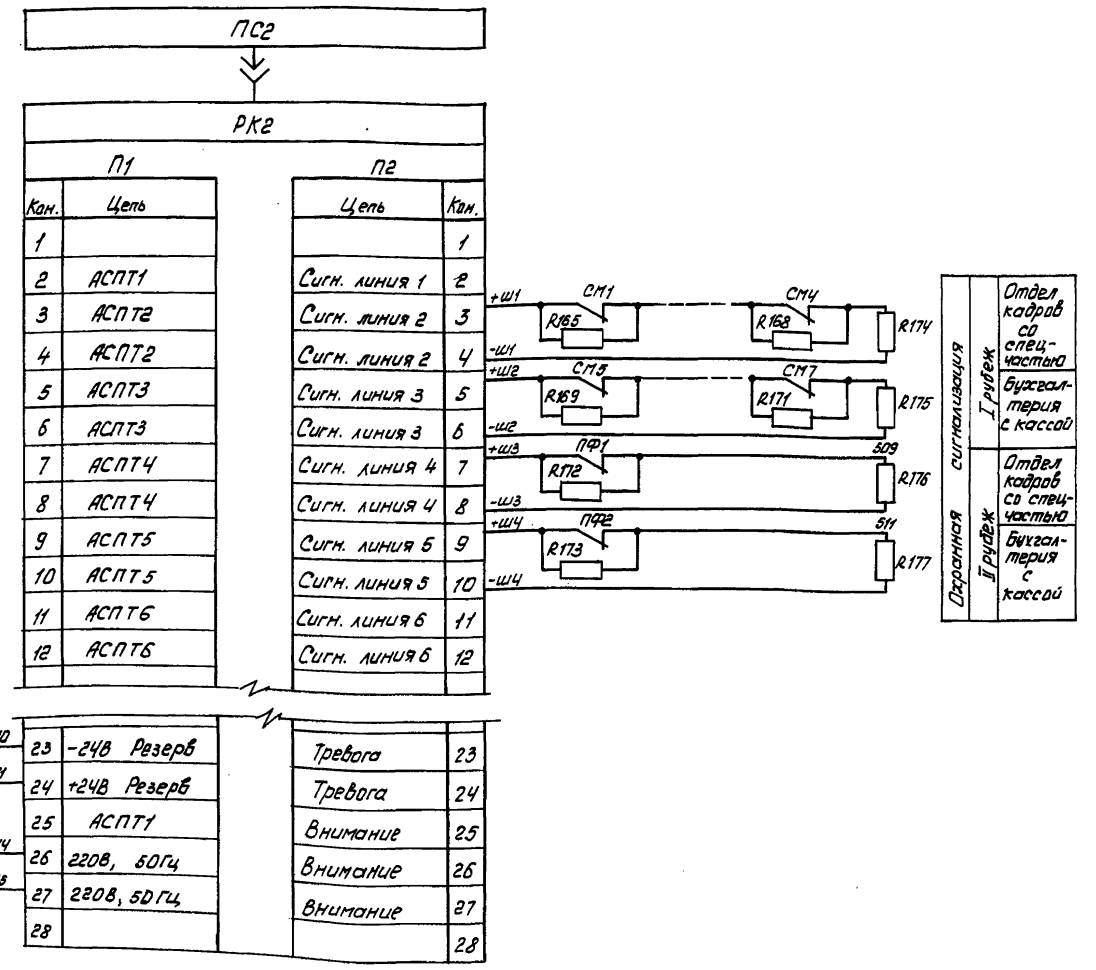 ПС2
РК2
П1
П2
Кон. Цепь
Цепь Кон.
1
1
2 АСПТ1
Сигн. линия 1 2
3 АСПТ2
Сигн. линия 2 3
4 АСПТ2
Сигн. линия 2 4
5 АСПТ3
Сигн. линия 3 5
6 АСПТ3
Сигн. линия 3 6
7 АСПТ4
Сигн. линия 4 7
8 АСПТ4
Сигн. линия 4 8
9 АСПТ5
Сигн. линия 5 9
10 АСПТ5
Сигн. линия 5 10
11 АСПТ6
Сигн. линия 6 11
12 АСПТ6
Сигн. линия 6 12
23 -24В Резерв
Тревога 23
24 +24В Резерв
Тревога 24
25 АСПТ1
Внимание 25
26 220В, 50Гц
Внимание 26
27 220В, 50Гц
Внимание 27
28
28
+Ш1 СМ1 СМ4
R165 R168 R174
-Ш1
+Ш2 СМ5 СМ7
R169 R171 R175
-Ш2
+Ш3 ПФ1 509
R172 R176
-Ш3
+Ш4 ПФ2 511
R173 R177
-Ш4
Охранная сигнализация
I рубеж
Отдел
кадров
со
спец-
частью
Бухгал-
терия
с кассой
II рубеж
Отдел
кадров
со спец-
частью
Бухгал-
терия
с
кассой